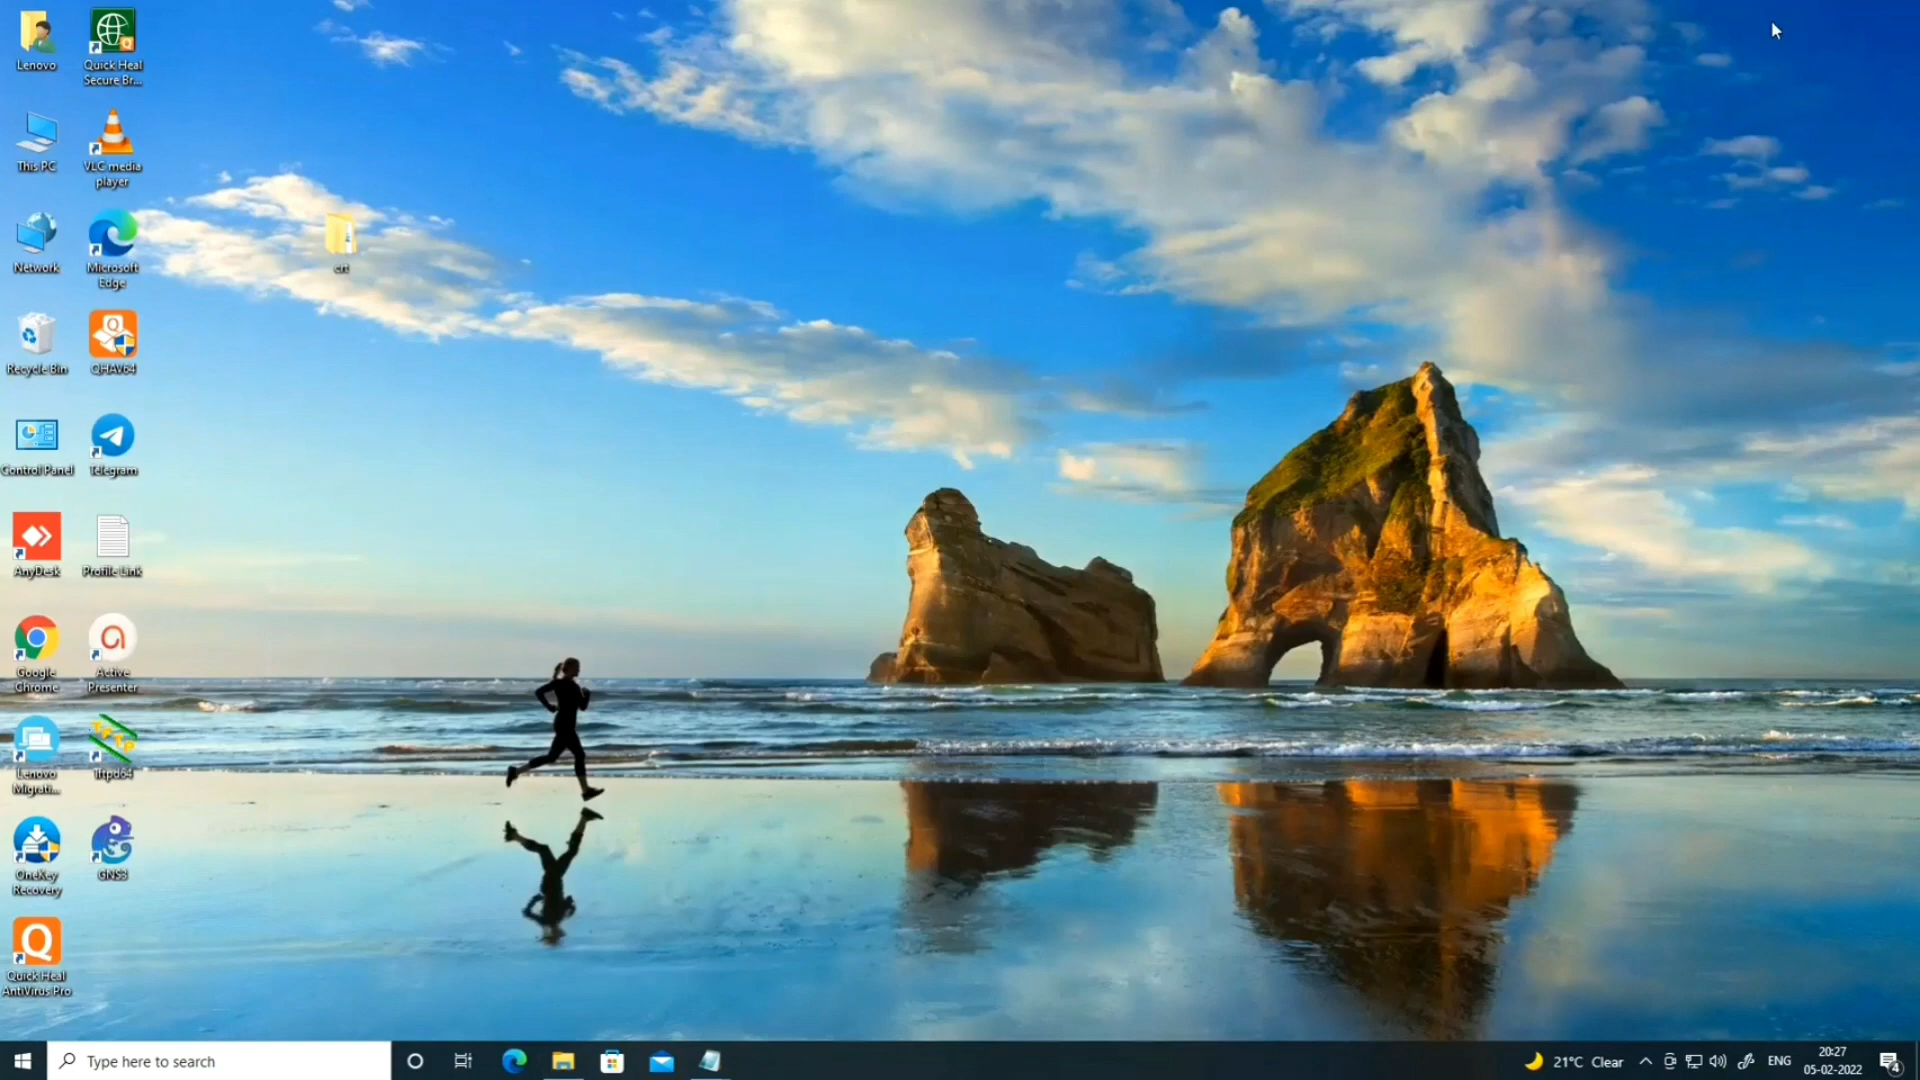 Lenovo
Quick Heal
Secure Br...
This PC
VLC media
player
Network
Microsoft
Edge
crt
Recycle Bin
QHAV64
Control Panel
Telegram
AnyDesk
Profile Link
Google
Chrome
Active
Presenter
Lenovo
Migrati...
TFTP
Tftpd64
OneKey
Recovery
GNS3
Quick Heal
AntiVirus Pro
Type here to search
21°C Clear
ENG
20:27
05-02-2022
4